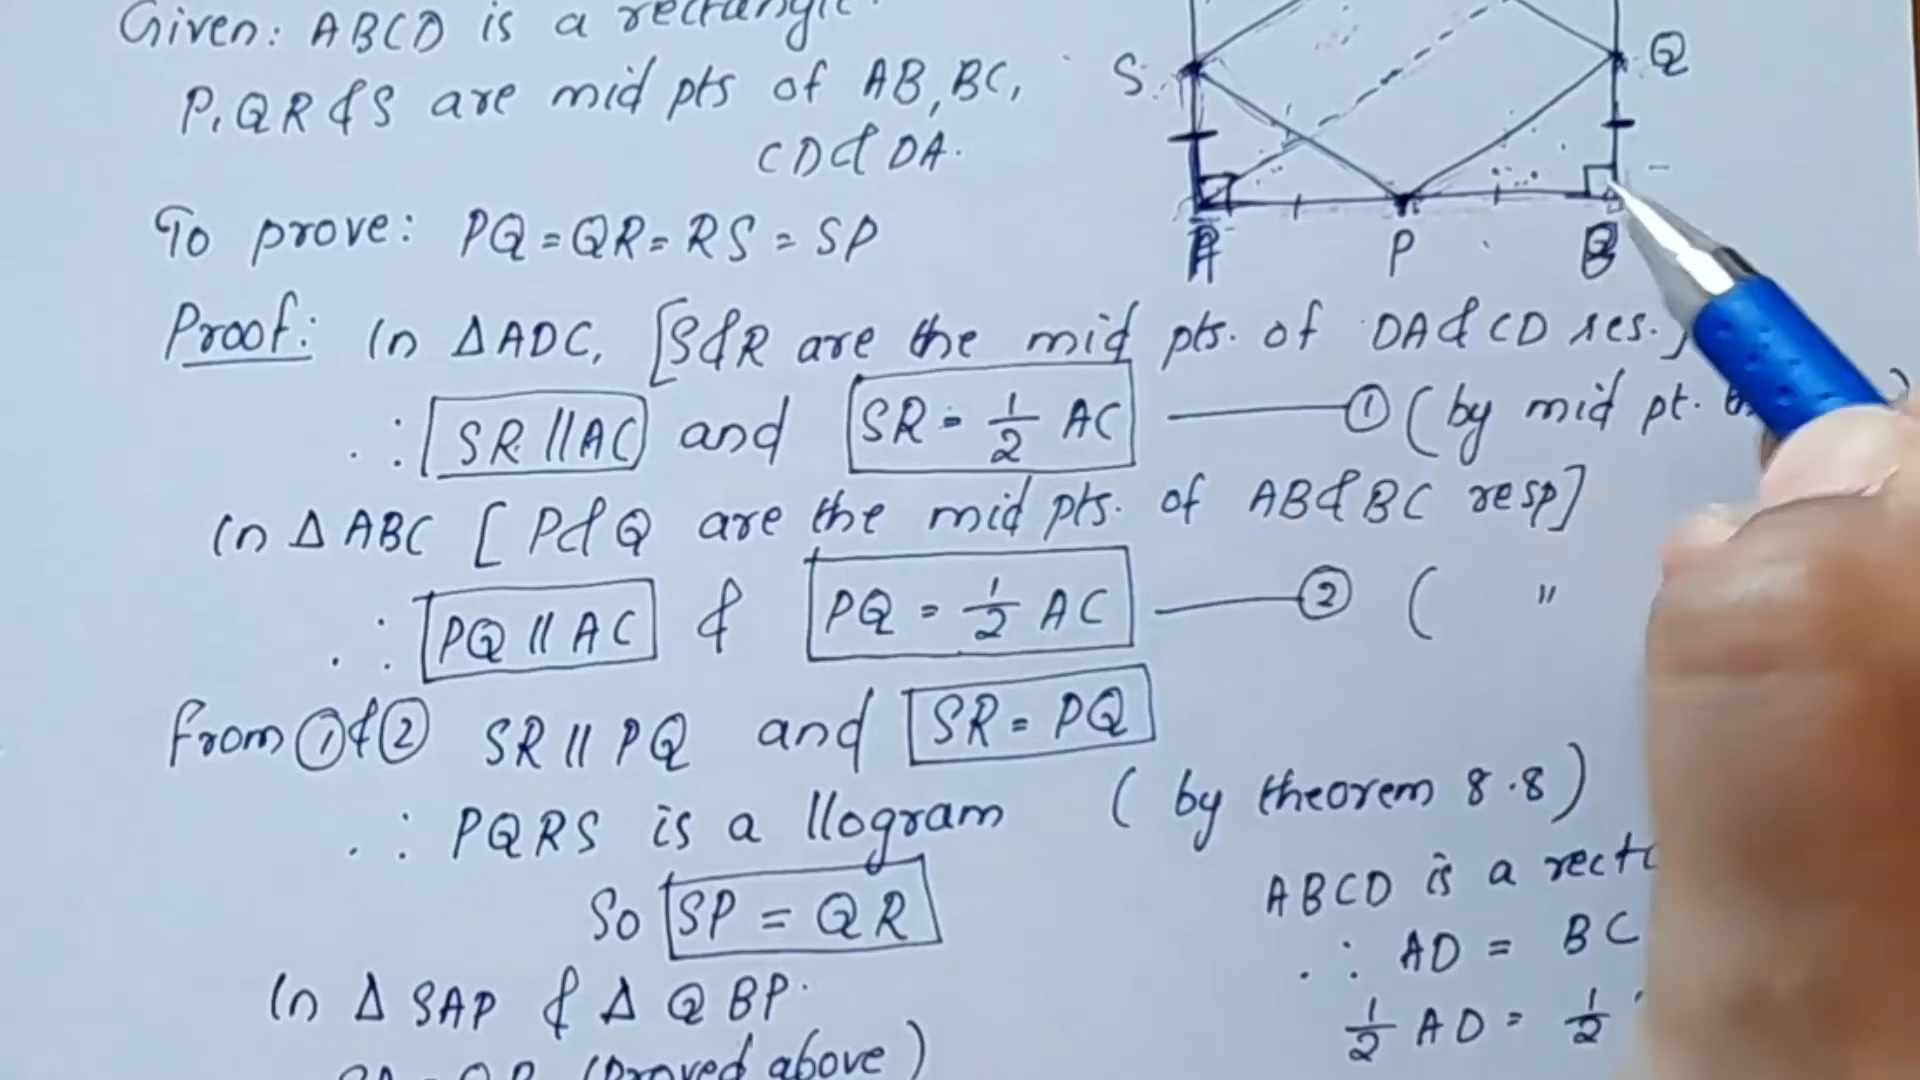 Given: ABCD is a rectangle.
P, Q R & S are mid pts of AB, BC,
CD & DA.
S
Q
A
P
B
To prove: PQ = QR = RS = SP
Proof: In ΔADC, [S & R are the mid pts. of DA & CD res.]
∴ SR || AC and SR = 1/2 AC ——— ① (by mid pt.
In ΔABC [P & Q are the mid pts. of AB & BC resp]
∴ PQ || AC & PQ = 1/2 AC ——— ② ( "
From ① & ② SR || PQ and SR = PQ
∴ PQRS is a llogram (by theorem 8.8)
So SP = QR
ABCD is a
∴ AD = BC
1/2 AD = 1/2
In Δ SAP & Δ QBP.
(Proved above)